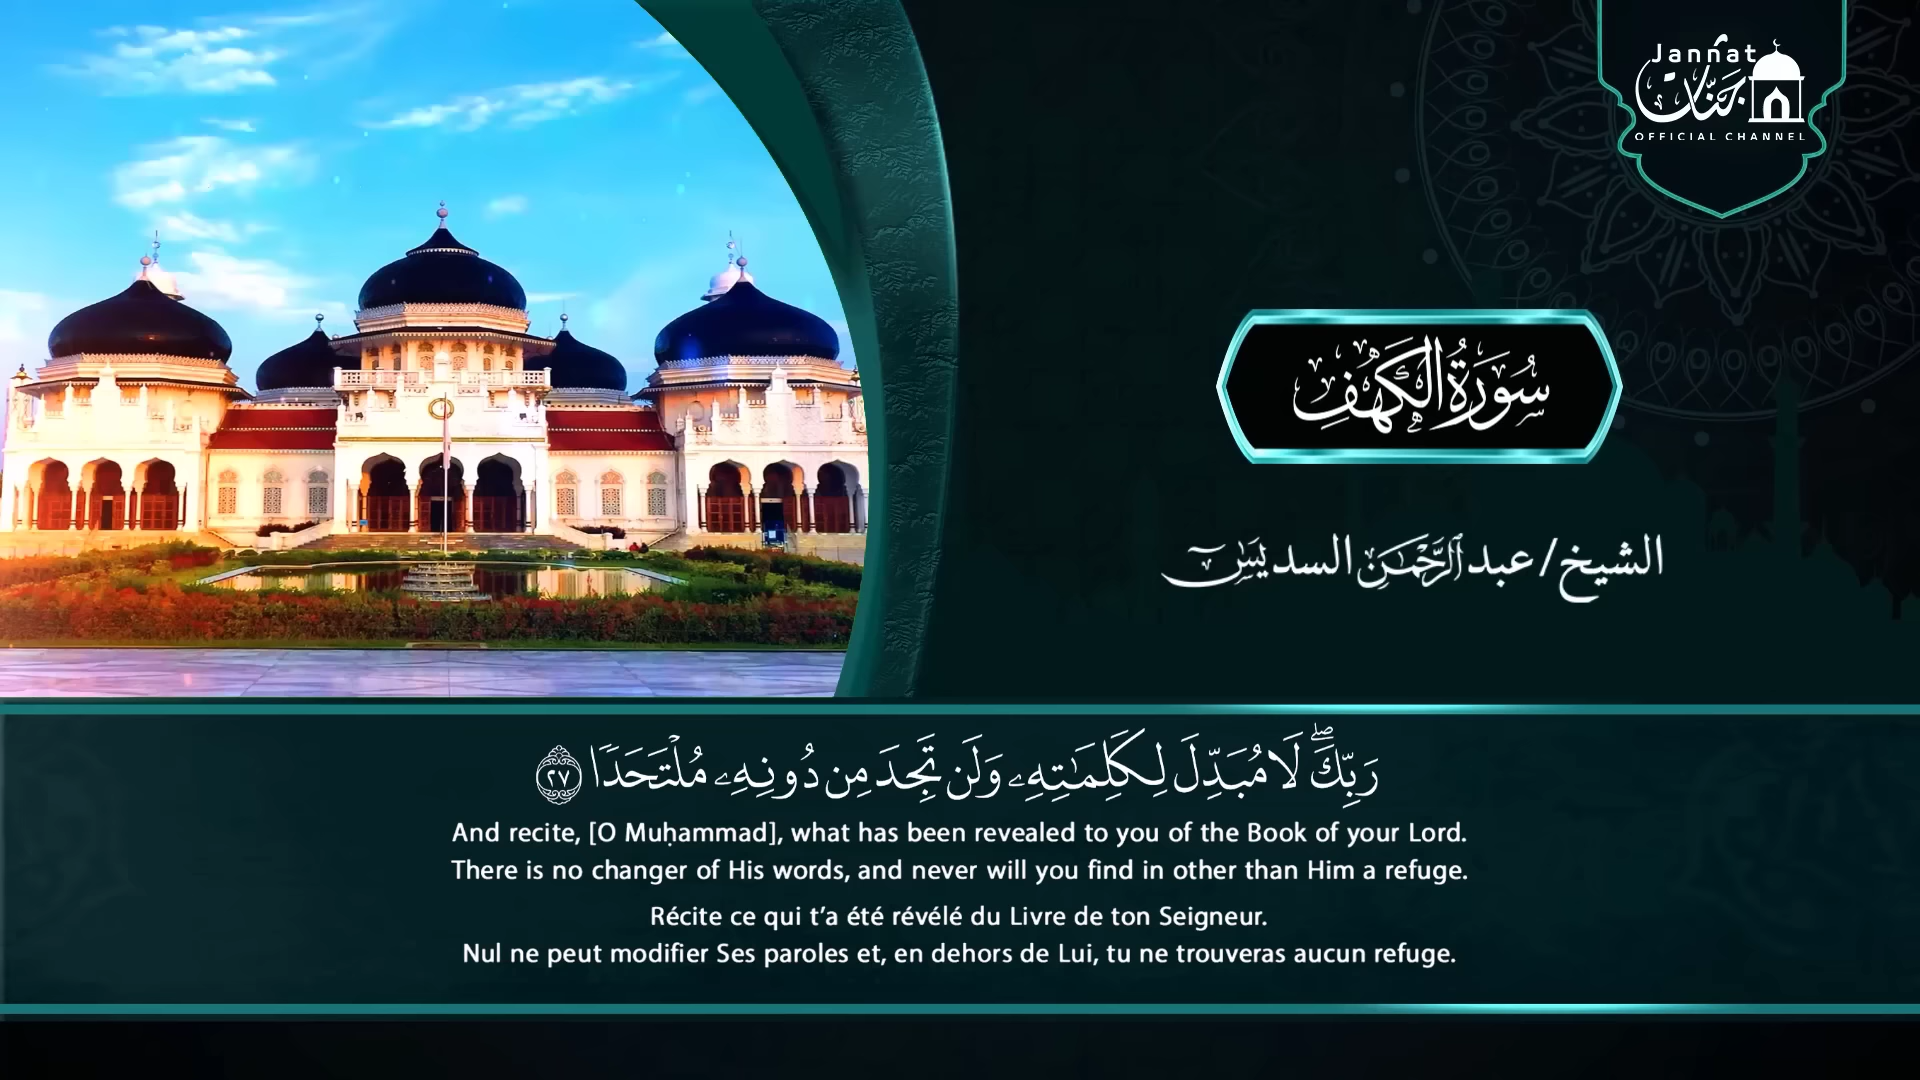 Jannat
جنات
OFFICIAL CHANNEL
سُورَةُ الكَهْفِ
الشيخ / عبد الرَّحْمَٰن السديس
رَبِّكَ ۖ لَا مُبَدِّلَ لِكَلِمَٰتِهِۦ وَلَن تَجِدَ مِن دُونِهِۦ مُلْتَحَدًا ٢٧
And recite, [O Muḥammad], what has been revealed to you of the Book of your Lord.
There is no changer of His words, and never will you find in other than Him a refuge.
Récite ce qui t’a été révélé du Livre de ton Seigneur.
Nul ne peut modifier Ses paroles et, en dehors de Lui, tu ne trouveras aucun refuge.